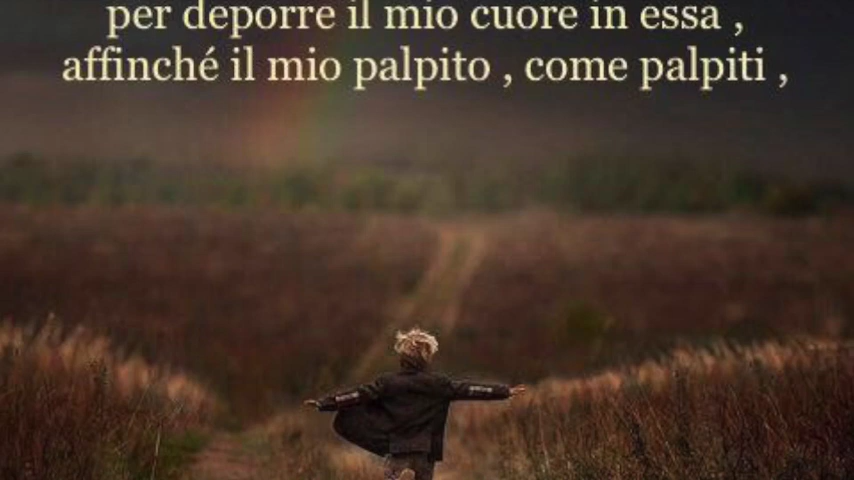 per deporre il mio cuore in essa ,
affinché il mio palpito , come palpiti ,